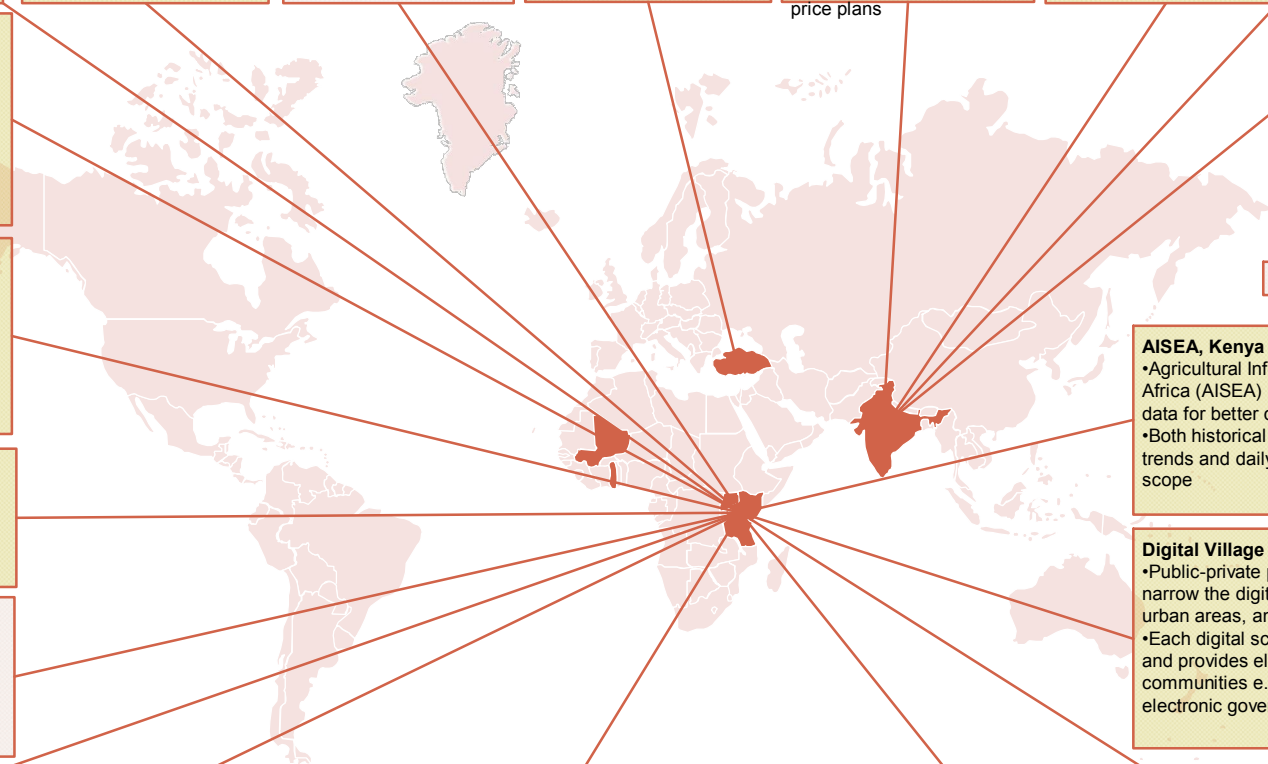 price plans
AISEA, Kenya
•Agricultural Inf
Africa (AISEA)
data for better
•Both historical
trends and daily
scope
Digital Village
•Public-private
narrow the digit
urban areas, an
•Each digital sc
and provides el
communities e.
electronic gove